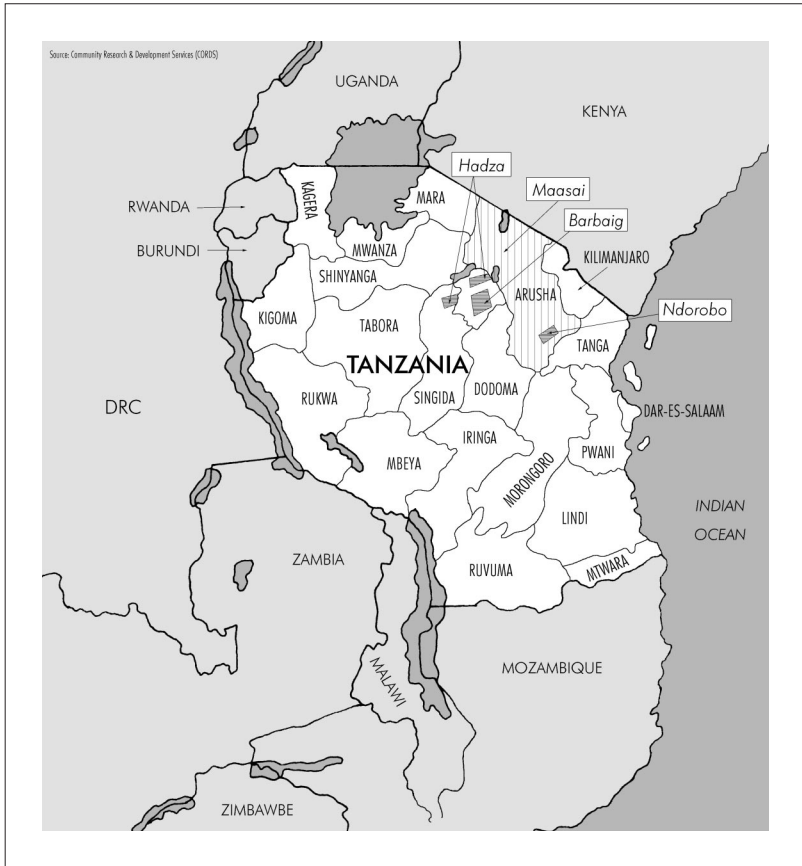 Source: Community Research & Development Services (CORDS)
UGANDA
KENYA
Hadza
Maasai
Barbaig
RWANDA
BURUNDI
KAGERA
MARA
MWANZA
SHINYANGA
KILIMANJARO
ARUSHA
Ndorobo
KIGOMA
TABORA
TANGA
TANZANIA
DRC
RUKWA
SINGIDA
DODOMA
DAR-ES-SALAAM
IRINGA
MBEYA
MORONGORO
PWANI
LINDI
INDIAN
OCEAN
ZAMBIA
RUVUMA
MTWARA
MALAWI
MOZAMBIQUE
ZIMBAWBE